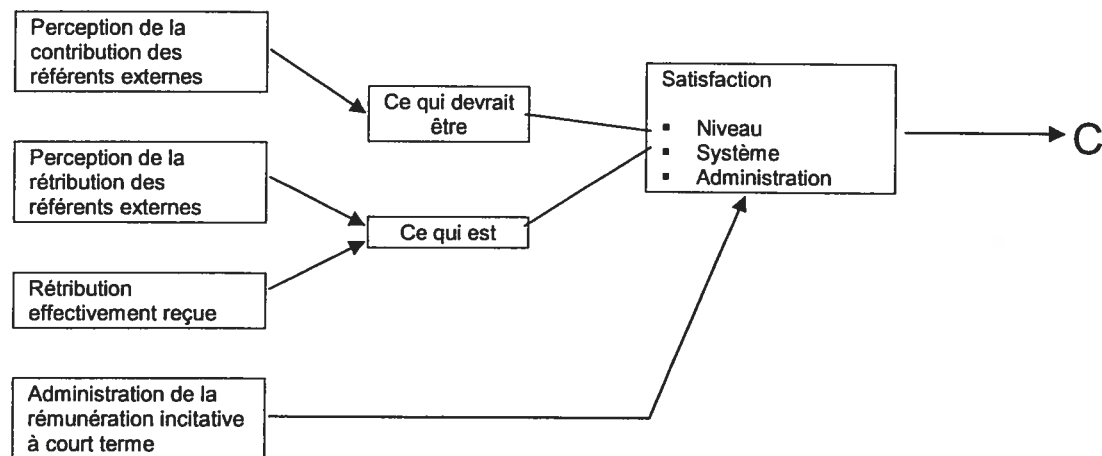 Perception de la
contribution des
référents externes
Ce qui devrait
être
Satisfaction
▪ Niveau
▪ Système
▪ Administration
C
Perception de la
rétribution des
référents externes
Ce qui est
Rétribution
effectivement reçue
Administration de la
rémunération incitative
à court terme